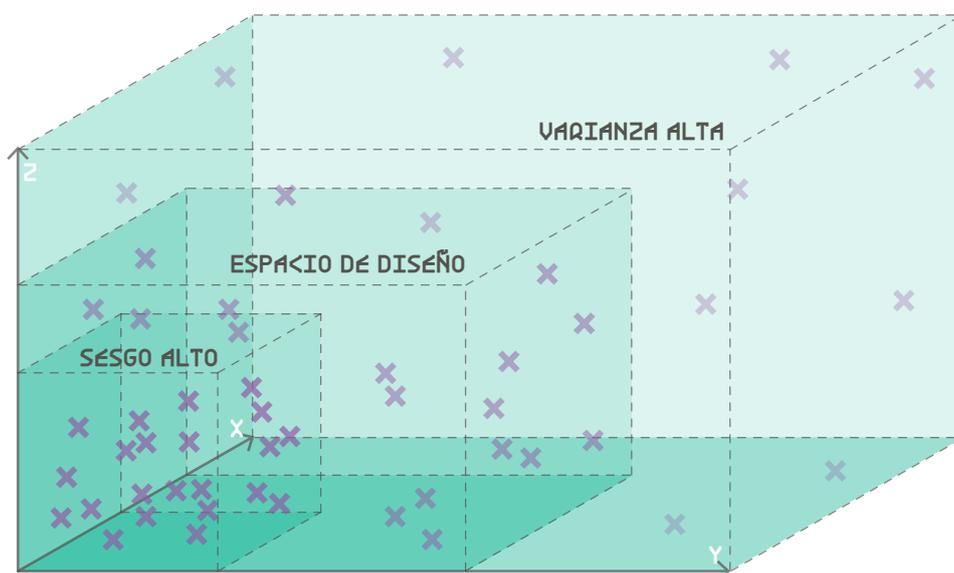 VARIANZA ALTA
Z
ESPACIO DE DISEÑO
SESGO ALTO
X
Y